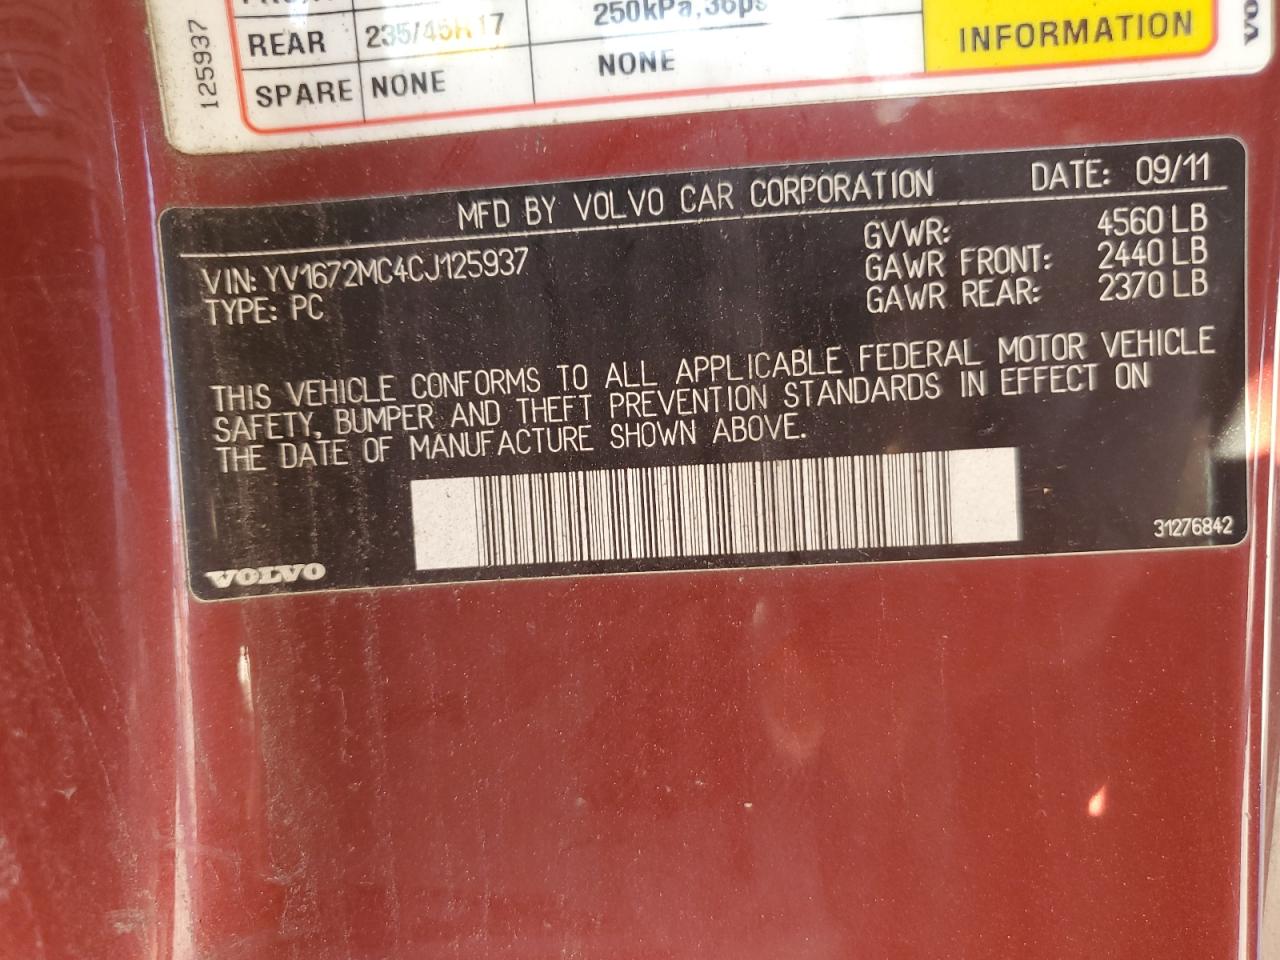 125937
REAR 235/45R17 250kPa,36ps
SPARE NONE NONE
INFORMATION
VO
MFD BY VOLVO CAR CORPORATION DATE: 09/11
VIN: YV1672MC4CJ125937 GVWR: 4560 LB
TYPE: PC GAWR FRONT: 2440 LB
GAWR REAR: 2370 LB
THIS VEHICLE CONFORMS TO ALL APPLICABLE FEDERAL MOTOR VEHICLE
SAFETY, BUMPER AND THEFT PREVENTION STANDARDS IN EFFECT ON
THE DATE OF MANUFACTURE SHOWN ABOVE.
31276842
VOLVO